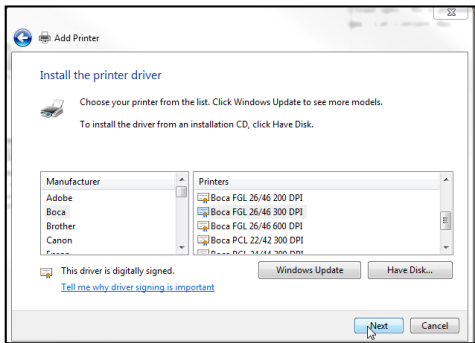 Add Printer
Install the printer driver
Choose your printer from the list. Click Windows Update to see more models.
To install the driver from an installation CD, click Have Disk.
Manufacturer
Adobe
Boca
Brother
Canon
Printers
Boca FGL 26/46 200 DPI
Boca FGL 26/46 300 DPI
Boca FGL 26/46 600 DPI
Boca PCL 22/42 300 DPI
This driver is digitally signed.
Tell me why driver signing is important
Windows Update
Have Disk...
Next
Cancel